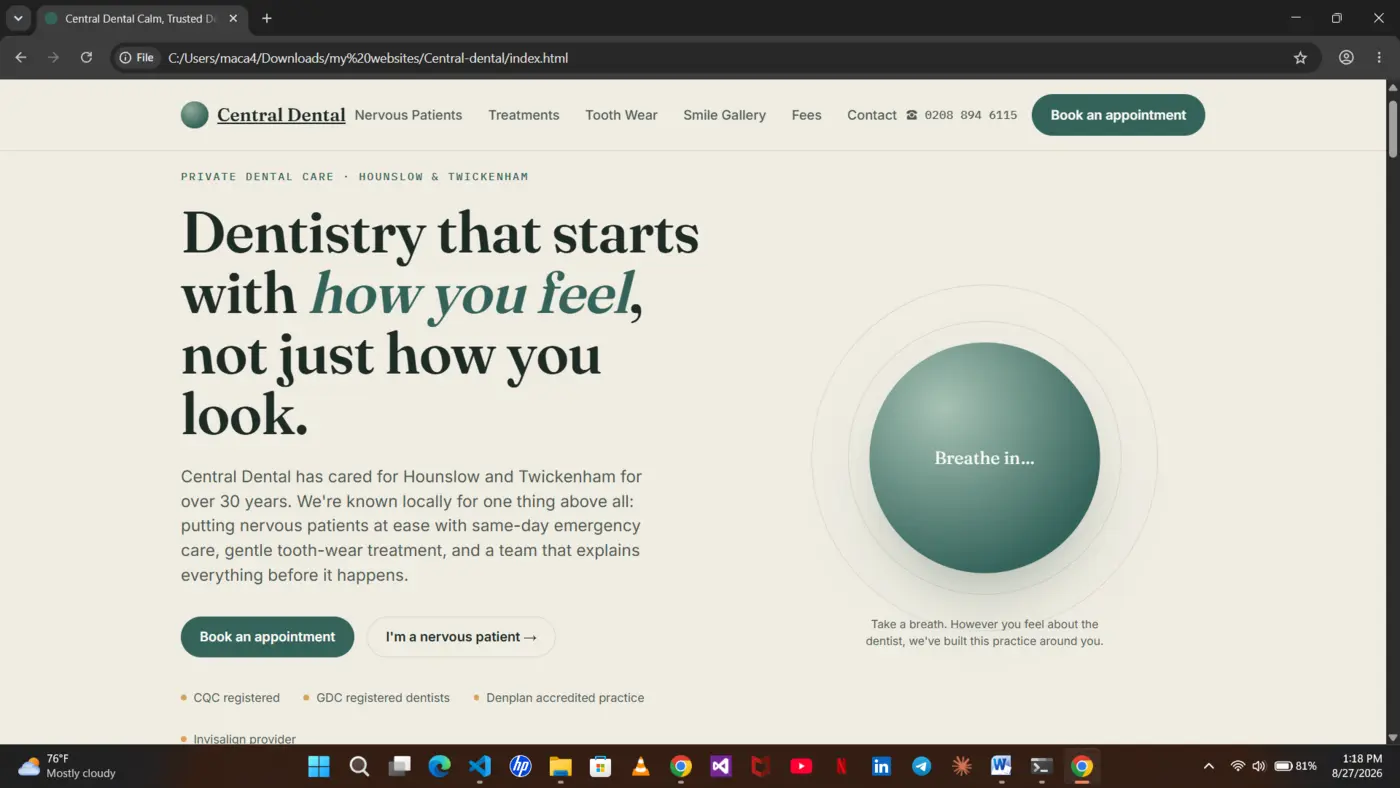 Central Dental Calm, Trusted De
File
C:/Users/maca4/Downloads/my%20websites/Central-dental/index.html
Central Dental
Nervous Patients
Treatments
Tooth Wear
Smile Gallery
Fees
Contact
☎ 0208 894 6115
Book an appointment
PRIVATE DENTAL CARE · HOUNSLOW & TWICKENHAM
Dentistry that starts
with how you feel,
not just how you
look.
Central Dental has cared for Hounslow and Twickenham for
over 30 years. We're known locally for one thing above all:
putting nervous patients at ease with same-day emergency
care, gentle tooth-wear treatment, and a team that explains
everything before it happens.
Book an appointment
I'm a nervous patient →
CQC registered
GDC registered dentists
Denplan accredited practice
Invisalign provider
Breathe in...
Take a breath. However you feel about the
dentist, we've built this practice around you.
76°F
Mostly cloudy
hp
in
W
81%
1:18 PM
8/27/2026